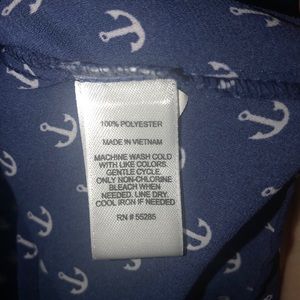 100% POLYESTER
MADE IN VIETNAM
MACHINE WASH COLD
WITH LIKE COLORS.
GENTLE CYCLE.
ONLY NON-CHLORINE
BLEACH WHEN
NEEDED. LINE DRY.
COOL IRON IF NEEDED
RN # 55285